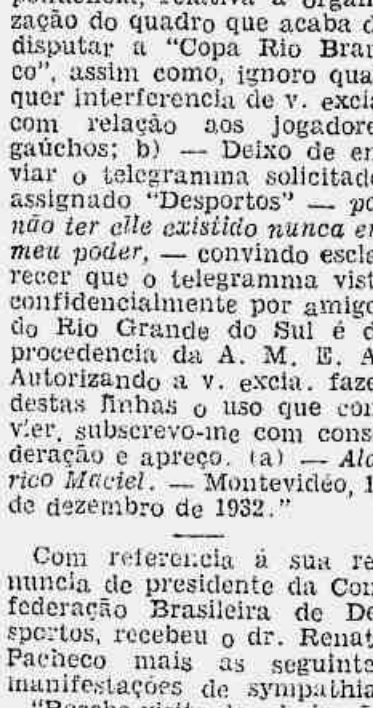 zação do quadro que acaba d
disputar a "Copa Rio Bran
co", assim como, ignoro qua
quer interferencia de v. excia
com relação aos jogadore
gaúchos; b) — Deixo de en
viar o telegramma solicitado
assignado "Desportos" — po
não ter elle existido nunca e
meu poder, — convindo escla
recer que o telegramma vist
confidencialmente por amigo
do Rio Grande do Sul é d
procedencia da A. M. E. A
Autorizando a v. excia. faze
destas linhas o uso que con
vier, subscrevo-me com cons
deração e apreço. (a) — Ala
rico Maciel. — Montevidéo, 1
de dezembro de 1932."
Com referencia á sua re
nuncia de presidente da Con
federação Brasileira de De
sportos, recebeu o dr. Renat
Pacheco mais as seguinte
manifestações de sympathia